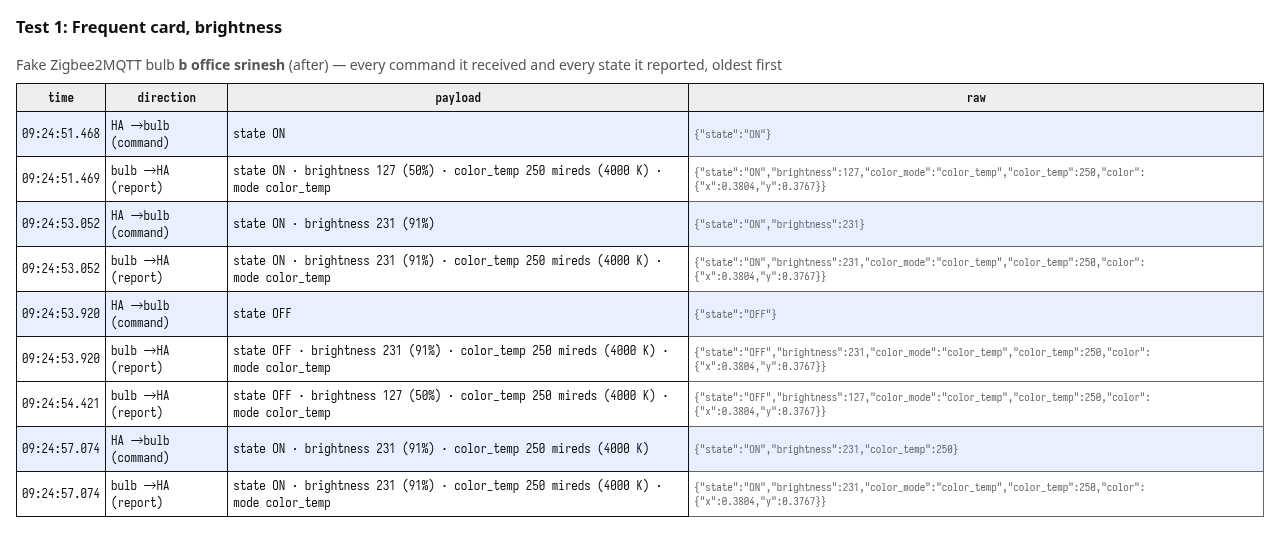 Test 1: Frequent card, brightness
Fake Zigbee2MQTT bulb b office srinesh (after) — every command it received and every state it reported, oldest first
time direction payload raw
09:24:51.468 HA →bulb (command) state ON {"state":"ON"}
09:24:51.469 bulb →HA (report) state ON · brightness 127 (50%) · color_temp 250 mireds (4000 K) · mode color_temp {"state":"ON","brightness":127,"color_mode":"color_temp","color_temp":250,"color":{"x":0.3804,"y":0.3767}}
09:24:53.052 HA →bulb (command) state ON · brightness 231 (91%) {"state":"ON","brightness":231}
09:24:53.052 bulb →HA (report) state ON · brightness 231 (91%) · color_temp 250 mireds (4000 K) · mode color_temp {"state":"ON","brightness":231,"color_mode":"color_temp","color_temp":250,"color":{"x":0.3804,"y":0.3767}}
09:24:53.920 HA →bulb (command) state OFF {"state":"OFF"}
09:24:53.920 bulb →HA (report) state OFF · brightness 231 (91%) · color_temp 250 mireds (4000 K) · mode color_temp {"state":"OFF","brightness":231,"color_mode":"color_temp","color_temp":250,"color":{"x":0.3804,"y":0.3767}}
09:24:54.421 bulb →HA (report) state OFF · brightness 127 (50%) · color_temp 250 mireds (4000 K) · mode color_temp {"state":"OFF","brightness":127,"color_mode":"color_temp","color_temp":250,"color":{"x":0.3804,"y":0.3767}}
09:24:57.074 HA →bulb (command) state ON · brightness 231 (91%) · color_temp 250 mireds (4000 K) {"state":"ON","brightness":231,"color_temp":250}
09:24:57.074 bulb →HA (report) state ON · brightness 231 (91%) · color_temp 250 mireds (4000 K) · mode color_temp {"state":"ON","brightness":231,"color_mode":"color_temp","color_temp":250,"color":{"x":0.3804,"y":0.3767}}